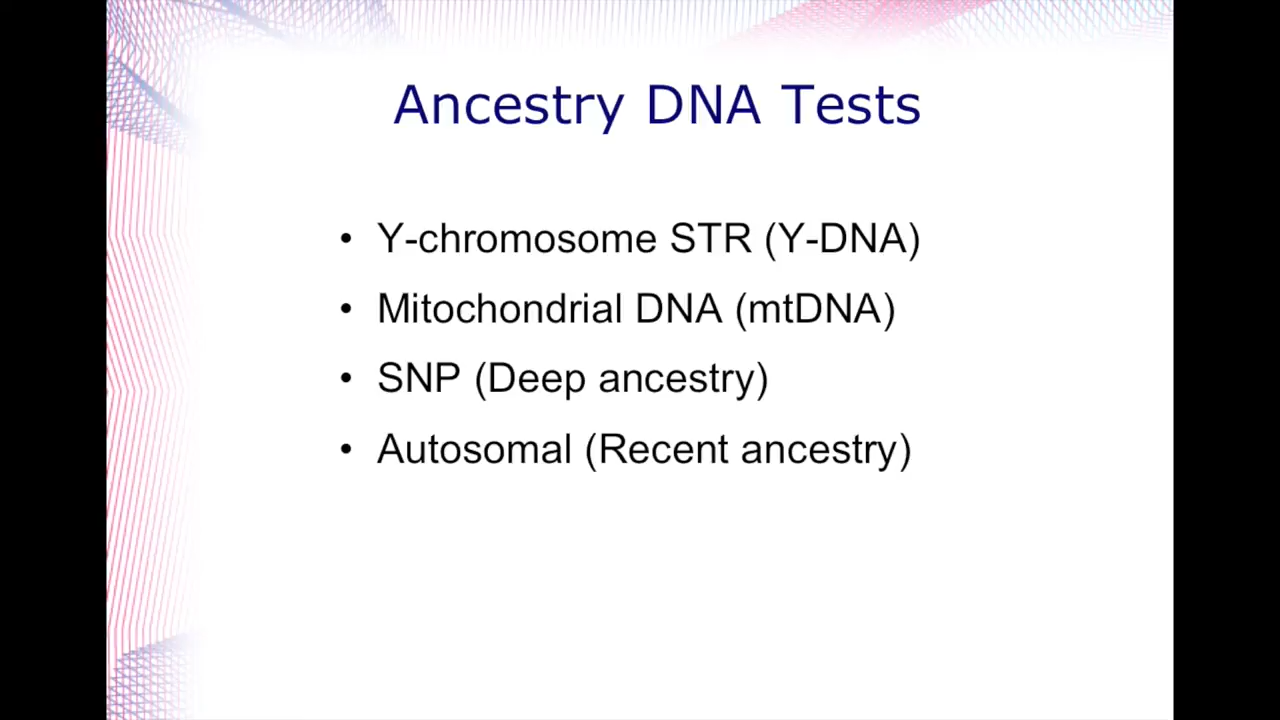 Ancestry DNA Tests
• Y-chromosome STR (Y-DNA)
• Mitochondrial DNA (mtDNA)
• SNP (Deep ancestry)
• Autosomal (Recent ancestry)